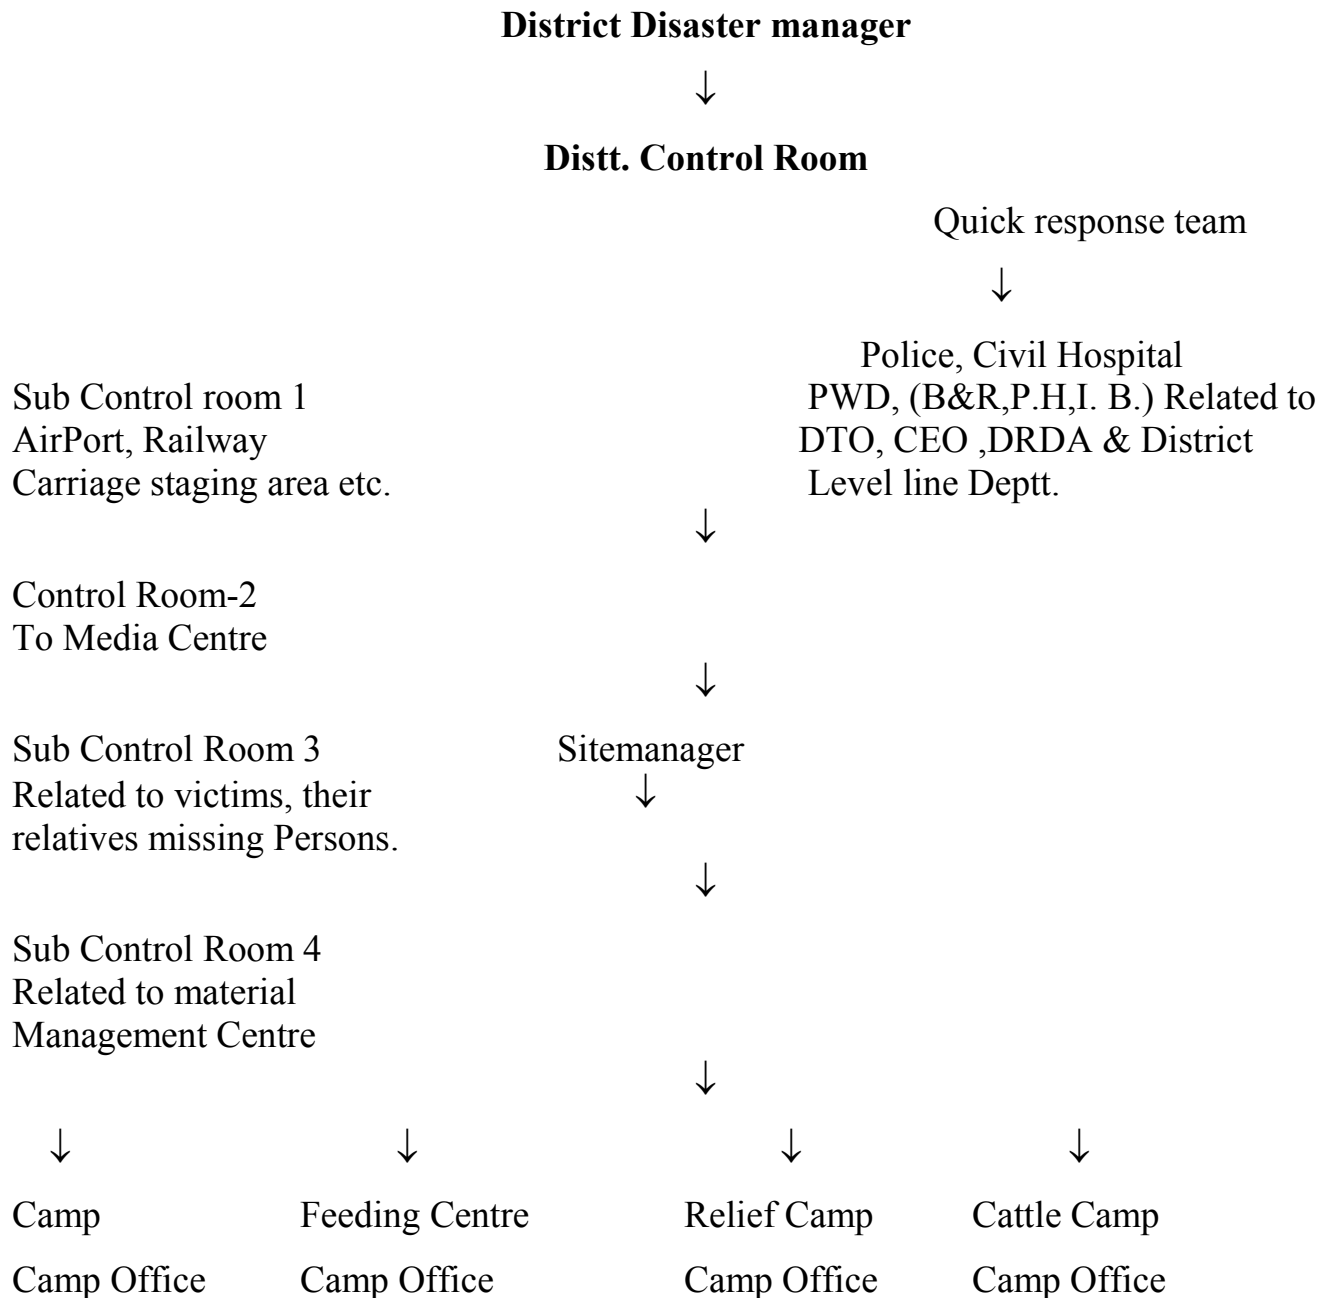 District Disaster manager
↓
Distt. Control Room
Quick response team
↓
Police, Civil Hospital
Sub Control room 1 PWD, (B&R,P.H,I. B.) Related to
AirPort, Railway DTO, CEO ,DRDA & District
Carriage staging area etc. Level line Deptt.
↓
Control Room-2
To Media Centre
↓
Sub Control Room 3 Sitemanager
Related to victims, their ↓
relatives missing Persons.
↓
Sub Control Room 4
Related to material
Management Centre
↓
↓ ↓ ↓ ↓
Camp Feeding Centre Relief Camp Cattle Camp
Camp Office Camp Office Camp Office Camp Office